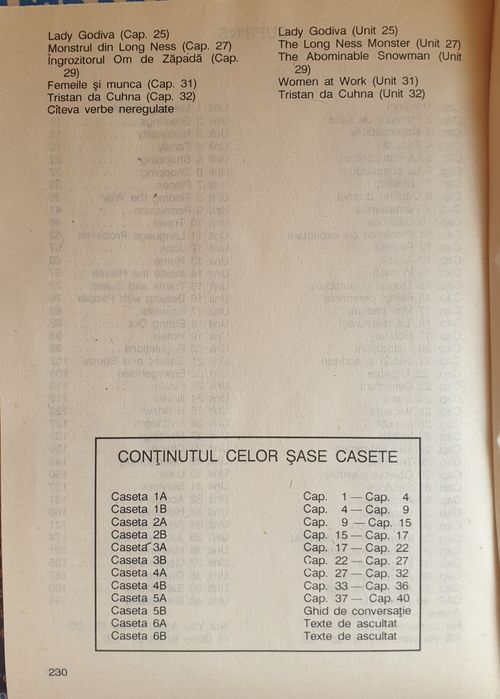 Lady Godiva (Cap. 25)
Monstrul din Long Ness (Cap. 27)
Îngrozitorul Om de Zăpadă (Cap.
29)
Femeile și munca (Cap. 31)
Tristan da Cuhna (Cap. 32)
Cîteva verbe neregulate
Lady Godiva (Unit 25)
The Long Ness Monster (Unit 27)
The Abominable Snowman (Unit
29)
Women at Work (Unit 31)
Tristan da Cuhna (Unit 32)
CONŢINUTUL CELOR ŞASE CASETE
Caseta 1A Cap. 1 — Cap. 4
Caseta 1B Cap. 4 — Cap. 9
Caseta 2A Cap. 9 — Cap. 15
Caseta 2B Cap. 15 — Cap. 17
Caseta 3A Cap. 17 — Cap. 22
Caseta 3B Cap. 22 — Cap. 27
Caseta 4A Cap. 27 — Cap. 32
Caseta 4B Cap. 33 — Cap. 36
Caseta 5A Cap. 37 — Cap. 40
Caseta 5B Ghid de conversaţie
Caseta 6A Texte de ascultat
Caseta 6B Texte de ascultat
230